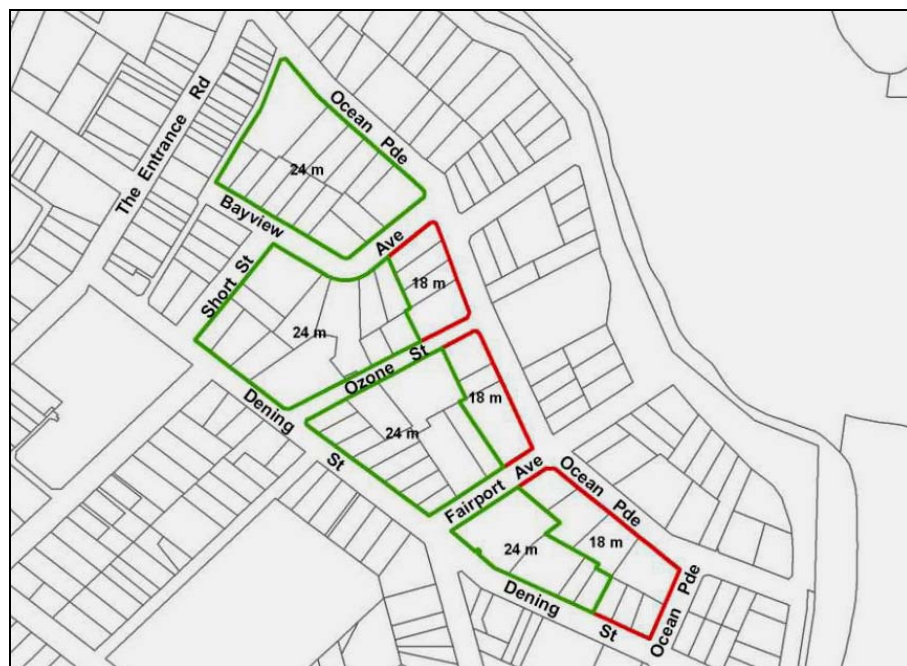 The Entrance Rd
Ocean Pde
24 m
Bayview Ave
Short St
18 m
24 m
Ozone St
18 m
24 m
Dening St
Fairport Ave
Ocean Pde
18 m
24 m
Ocean Pde
Dening St